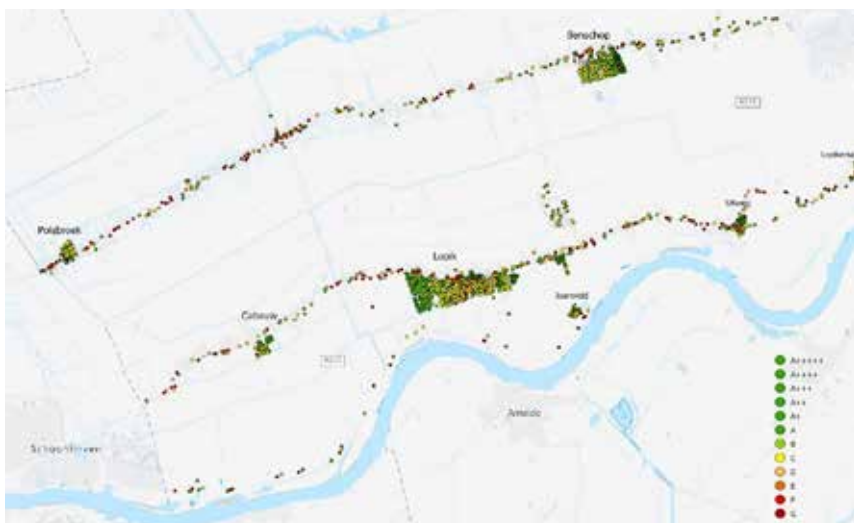 Benschop
Polsbroek
Lopik
Uitweg
Cabauw
Jaarsveld
Ameide
Schoonhoven
A+++++
A++++
A+++
A++
A+
A
B
C
D
E
F
G